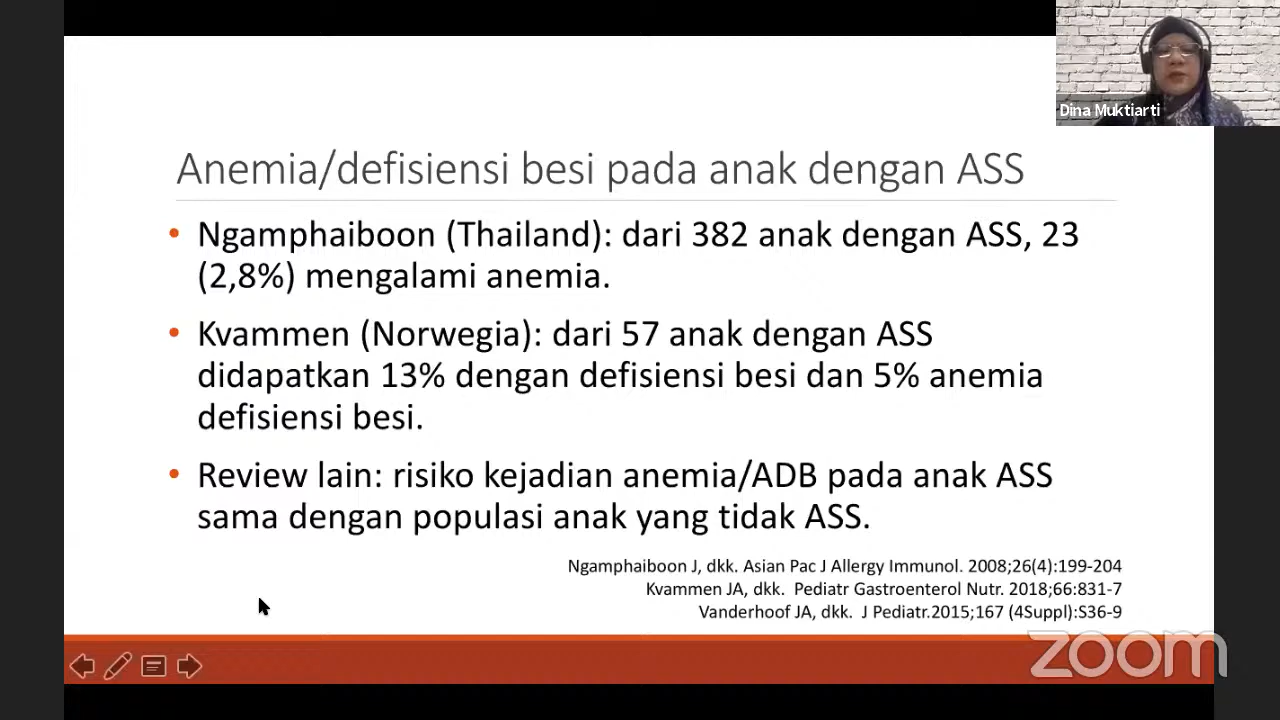 Dina Muktiarti
Anemia/defisiensi besi pada anak dengan ASS
• Ngamphaiboon (Thailand): dari 382 anak dengan ASS, 23
(2,8%) mengalami anemia.
• Kvammen (Norwegia): dari 57 anak dengan ASS
didapatkan 13% dengan defisiensi besi dan 5% anemia
defisiensi besi.
• Review lain: risiko kejadian anemia/ADB pada anak ASS
sama dengan populasi anak yang tidak ASS.
Ngamphaiboon J, dkk. Asian Pac J Allergy Immunol. 2008;26(4):199-204
Kvammen JA, dkk. Pediatr Gastroenterol Nutr. 2018;66:831-7
Vanderhoof JA, dkk. J Pediatr.2015;167 (4Suppl):S36-9
zoom